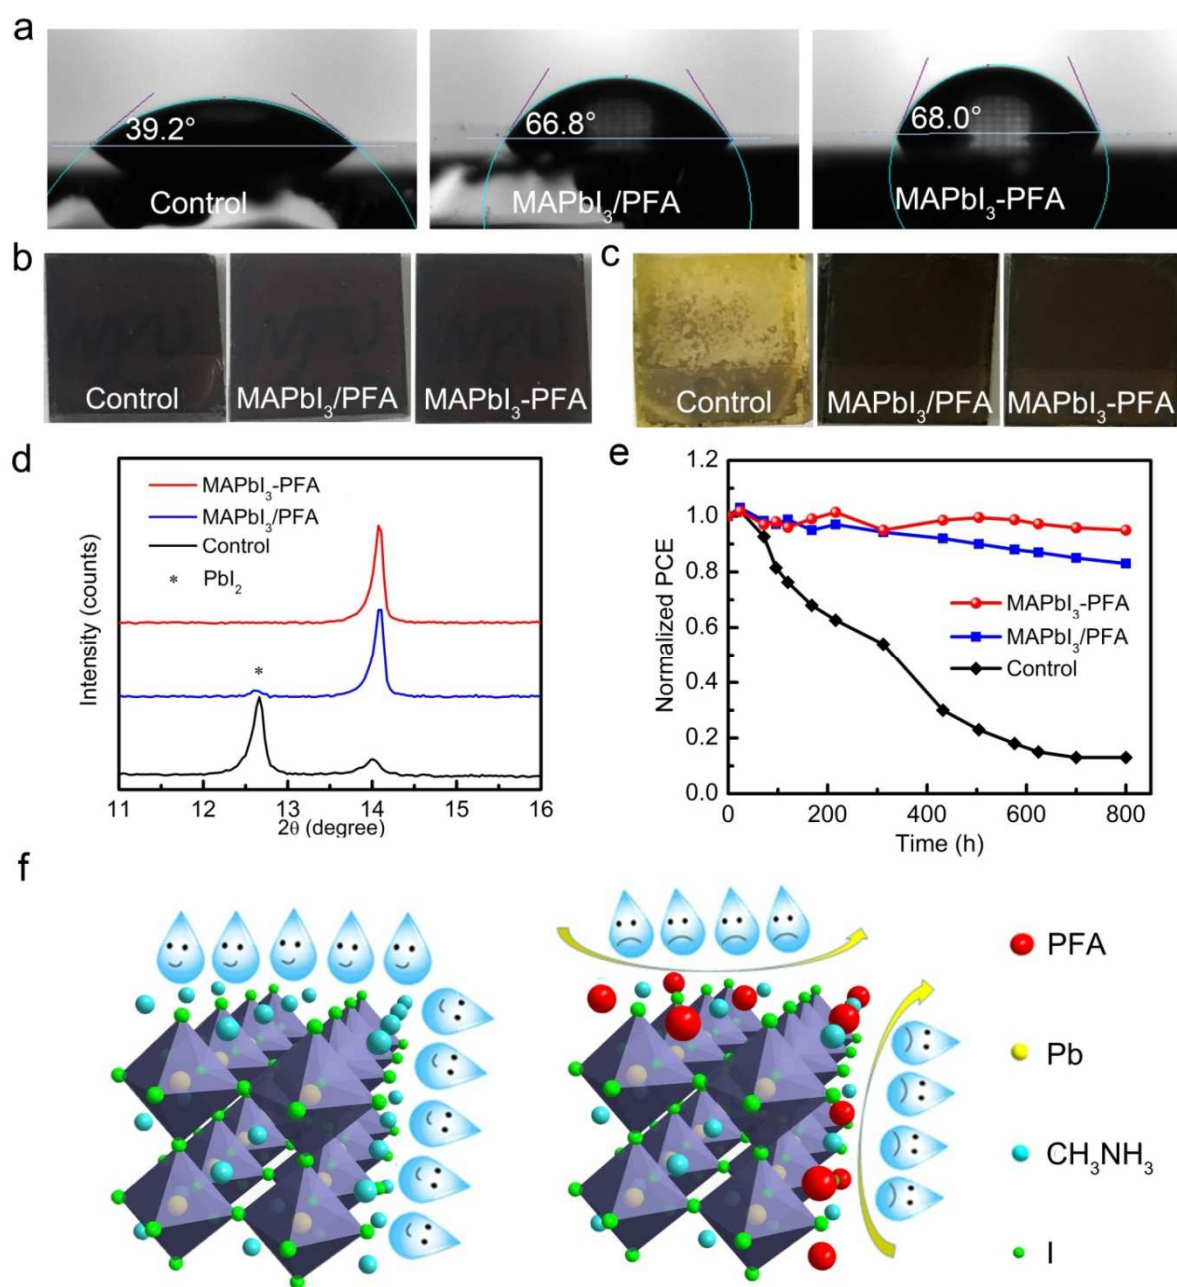 a
39.2°
Control
66.8°
MAPbI₃/PFA
68.0°
MAPbI₃-PFA
b
NPU
Control
NPU
MAPbI₃/PFA
NPU
MAPbI₃-PFA
c
Control
MAPbI₃/PFA
MAPbI₃-PFA
d
MAPbI₃-PFA
MAPbI₃/PFA
Control
* PbI₂
*
Intensity (counts)
11 12 13 14 15 16
2θ (degree)
e
1.2
1.0
0.8
0.6
0.4
0.2
0.0
Normalized PCE
MAPbI₃-PFA
MAPbI₃/PFA
Control
0 200 400 600 800
Time (h)
f
PFA
Pb
CH₃NH₃
I